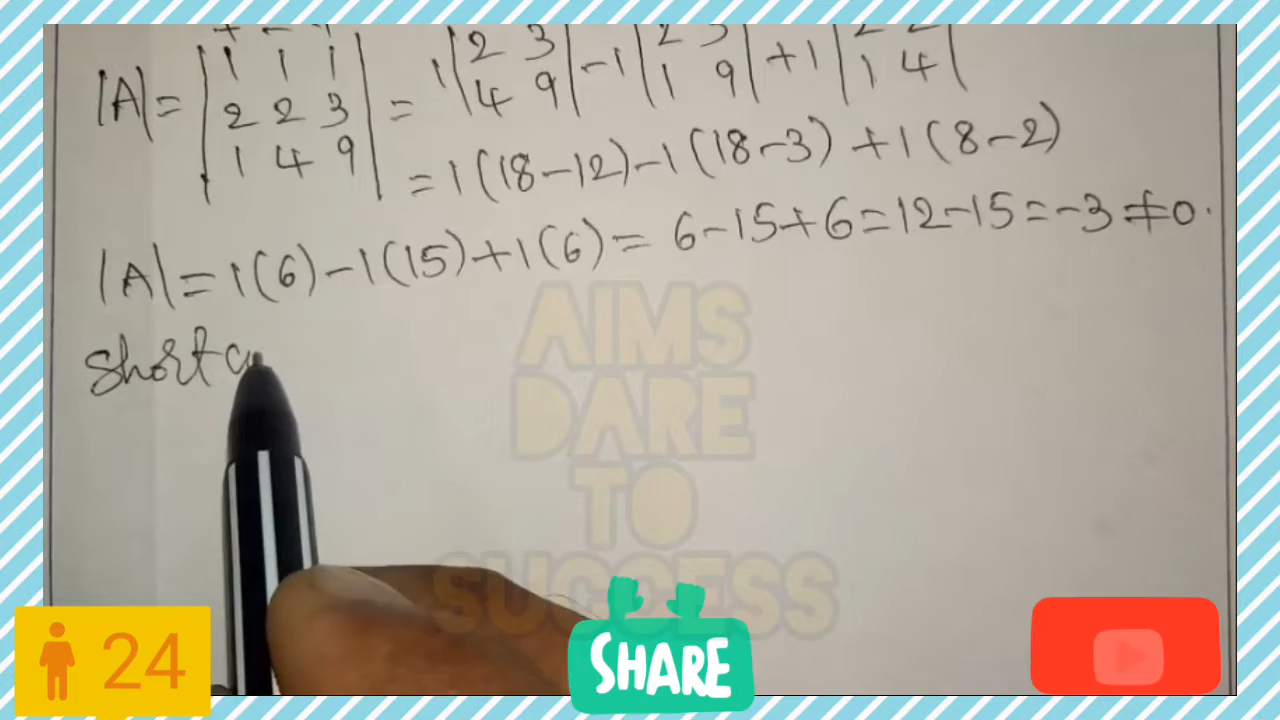 + - +
|A| = |1 1 1| = 1|2 3| - 1|2 3| + 1|2 2|
|2 2 3| |4 9| |1 9| |1 4|
|1 4 9|
= 1(18-12) - 1(18-3) + 1(8-2)
|A| = 1(6) - 1(15) + 1(6) = 6-15+6 = 12-15 = -3 ≠ 0.
Short
AIMS
DARE
TO
SUCCESS
24
SHARE